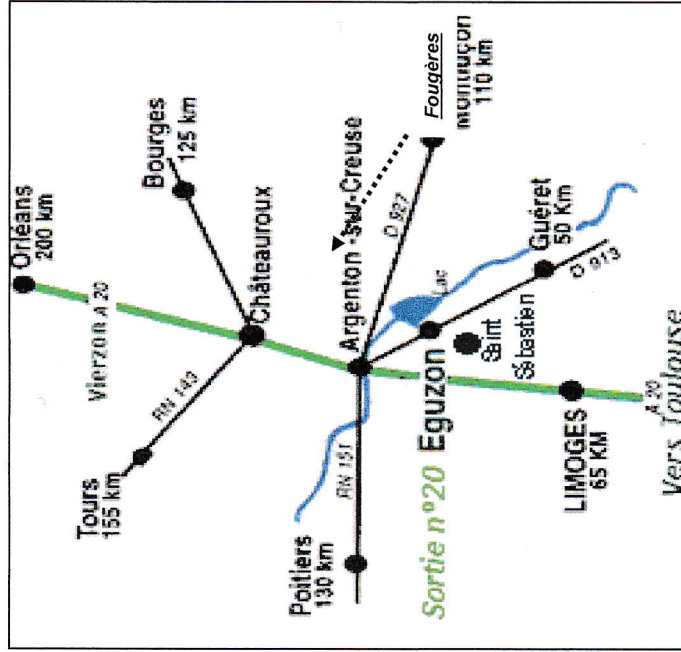 Orléans
200 km
Bourges
125 km
Vierzon A 20
Tours
155 km
RN 143
Châteauroux
Argenton-sur-Creuse
Fougères
Montluçon
110 km
D 927
Poitiers
130 km
RN 151
Lac
Sortie n°20 Eguzon
Saint
Sébastien
Guéret
50 Km
D 913
LIMOGES
65 KM
A 20
Vers Toulouse